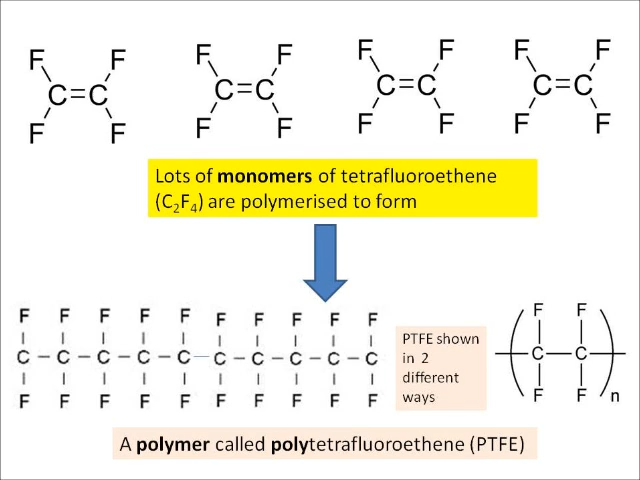 F F F F F F F F
C=C C=C C=C C=C
F F F F F F F F
Lots of monomers of tetrafluoroethene
(C₂F₄) are polymerised to form
F F F F F F F F F F
C – C – C – C – C — C – C – C – C – C
F F F F F F F F F F
PTFE shown
in 2
different
ways
F F
C — C
F F n
A polymer called polytetrafluoroethene (PTFE)